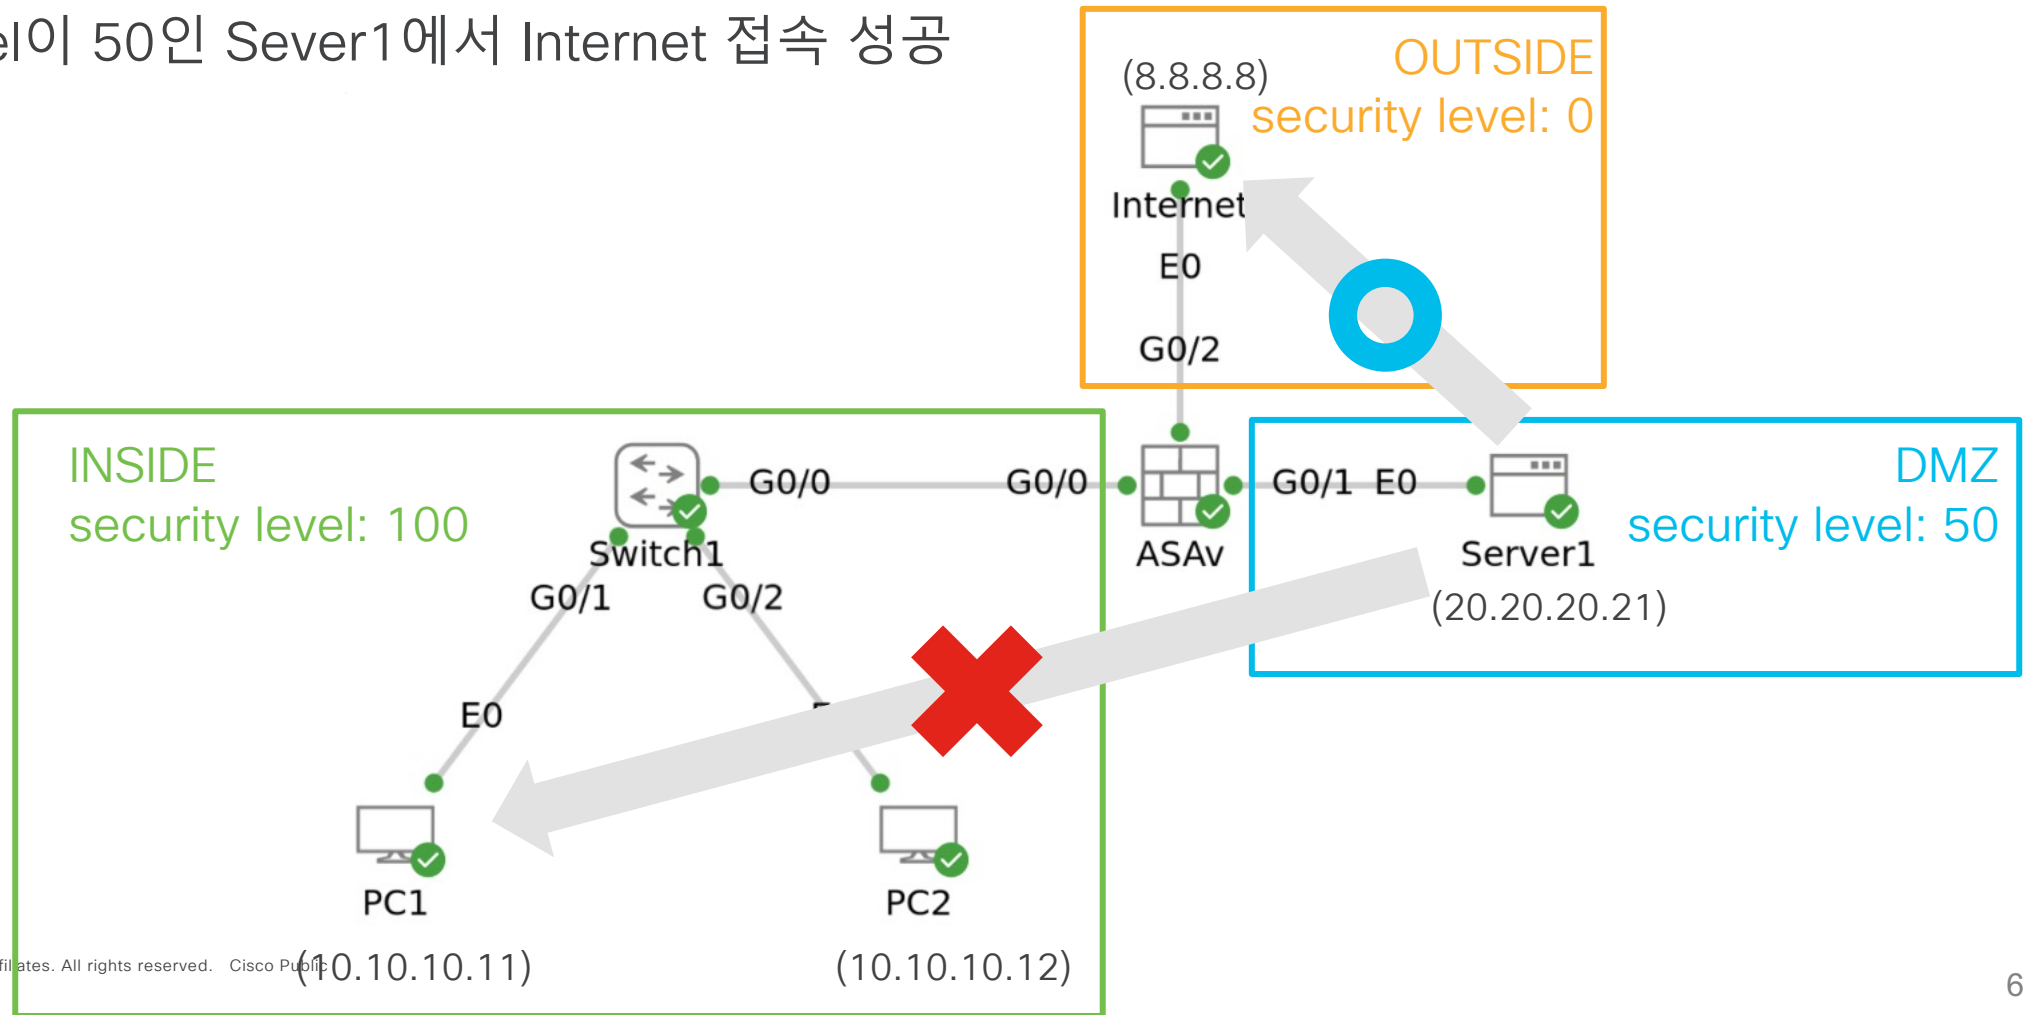 이 50인 Sever1에서 Internet 접속 성공
OUTSIDE
security level: 0
(8.8.8.8)
Internet
E0
G0/2
INSIDE
security level: 100
Switch1
G0/0
G0/0
ASAv
G0/1 E0
Server1
DMZ
security level: 50
(20.20.20.21)
G0/1
G0/2
E0
PC1
PC2
(10.10.10.11)
(10.10.10.12)
ates. All rights reserved. Cisco Public
6